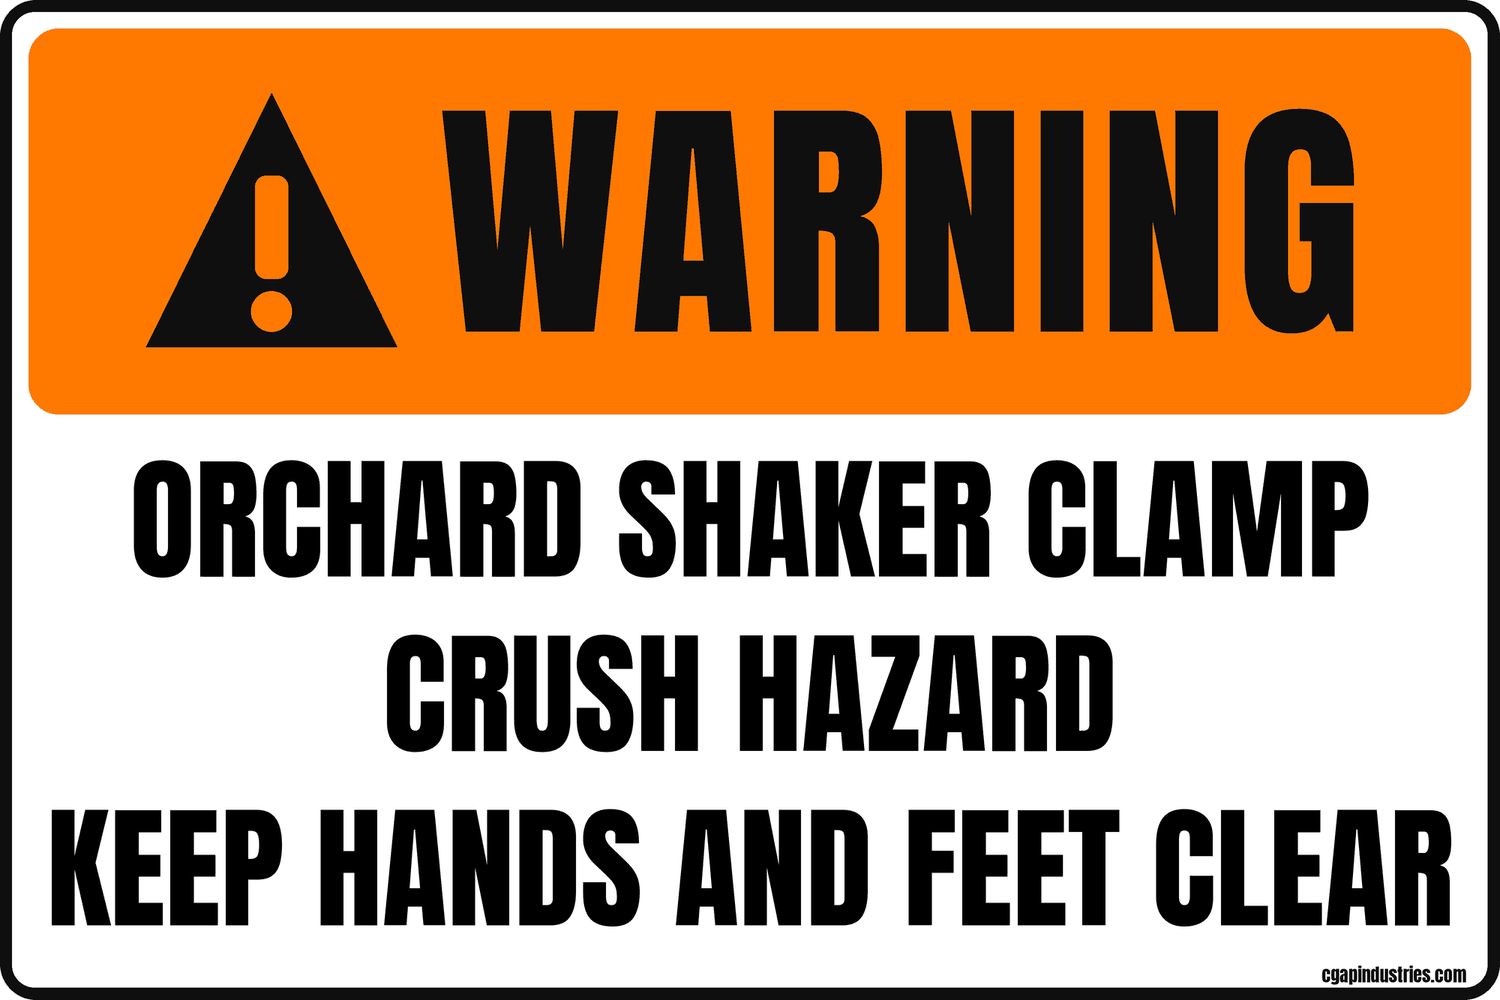 WARNING
ORCHARD SHAKER CLAMP
CRUSH HAZARD
KEEP HANDS AND FEET CLEAR
cgapindustries.com